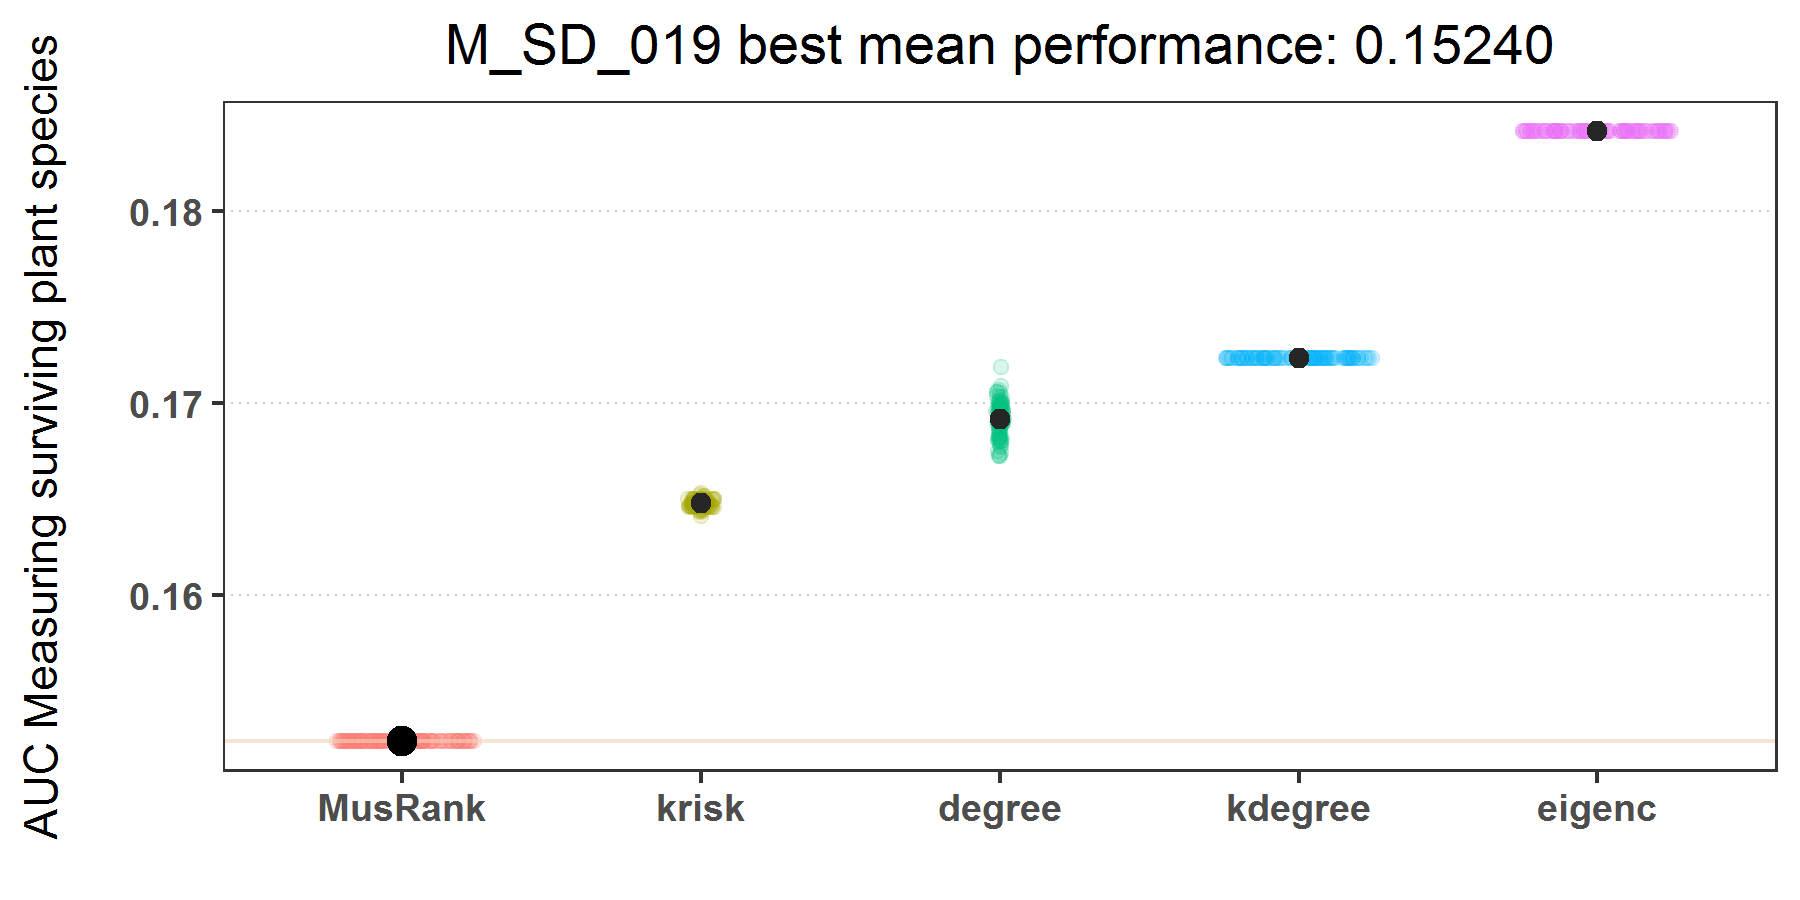 M_SD_019 best mean performance: 0.15240
AUC Measuring surviving plant species
0.18
0.17
0.16
MusRank
krisk
degree
kdegree
eigenc